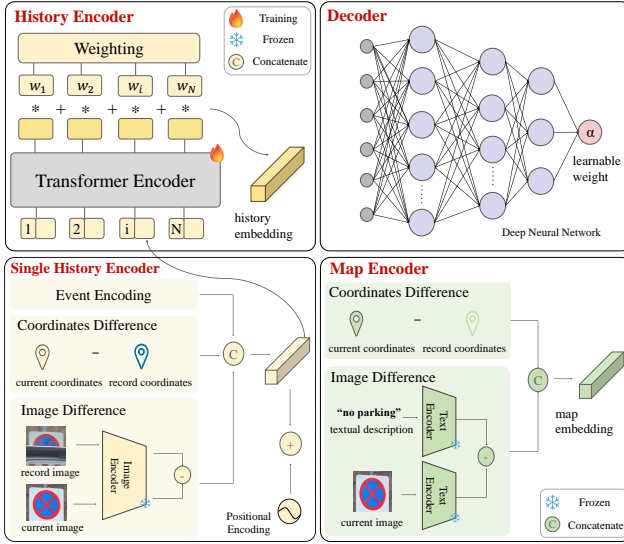 History Encoder
Training
Frozen
C Concatenate
Weighting
w1 w2 wi wN
* + * + * + *
Transformer Encoder
1 2 i N
history
embedding
Decoder
α
learnable
weight
Deep Neural Network
Single History Encoder
Event Encoding
Coordinates Difference
−
current coordinates record coordinates
C
Image Difference
Image
Encoder
-
record image
current image
+
Positional
Encoding
Map Encoder
Coordinates Difference
−
current coordinates record coordinates
Image Difference
“no parking”
textual description
Text
Encoder
-
C
map
embedding
Text
Encoder
current image
Frozen
C Concatenate